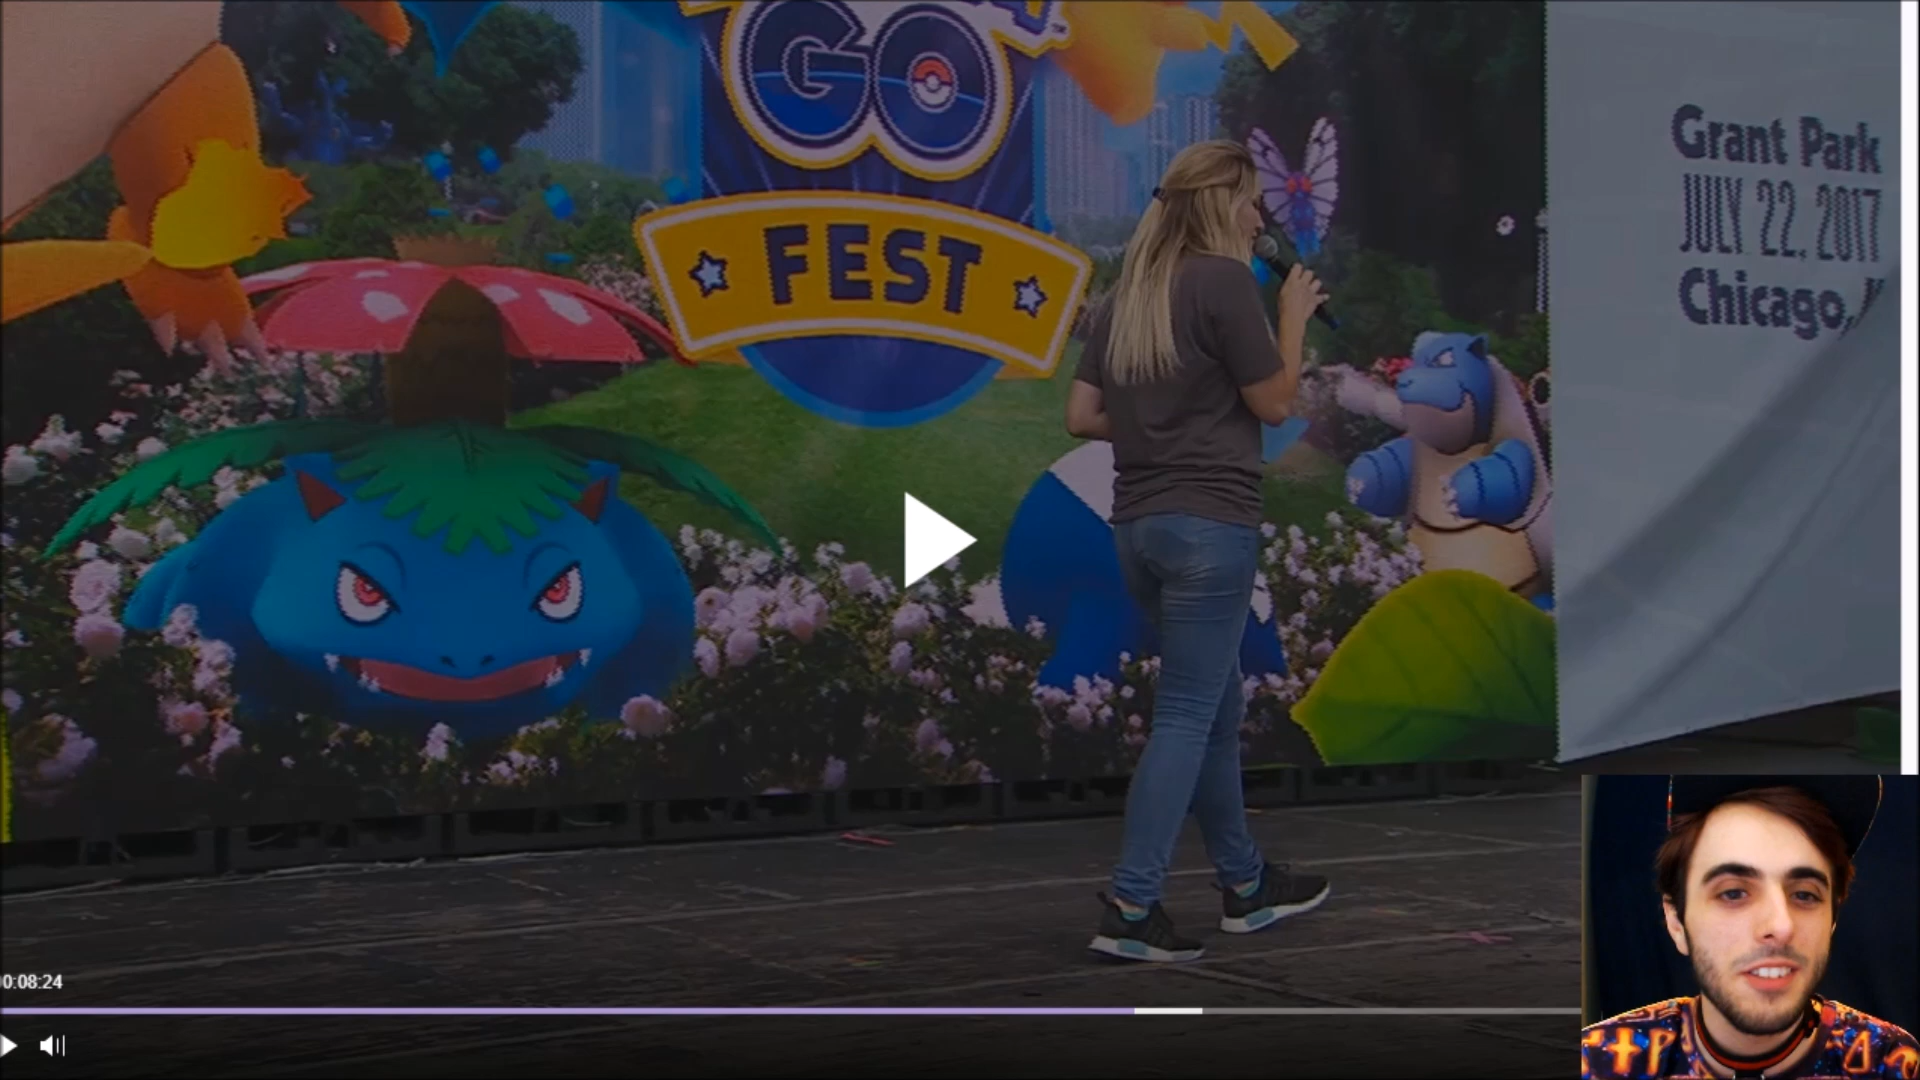 GO
FEST
Grant Park
JULY 22, 2017
Chicago,
0:08:24